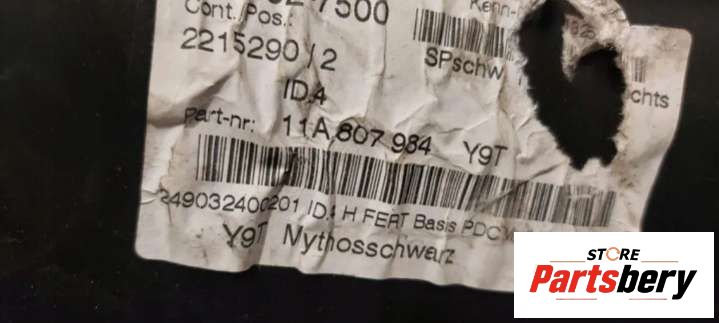 7500
Cont./Pos.:
2215290 / 2
SPschw
chts
ID.4
part-nr: 11A 807 984 Y9T
249032400201 ID.4 H FERT Basis PDC
Y9T Mythosschwarz
STORE
Partsbery